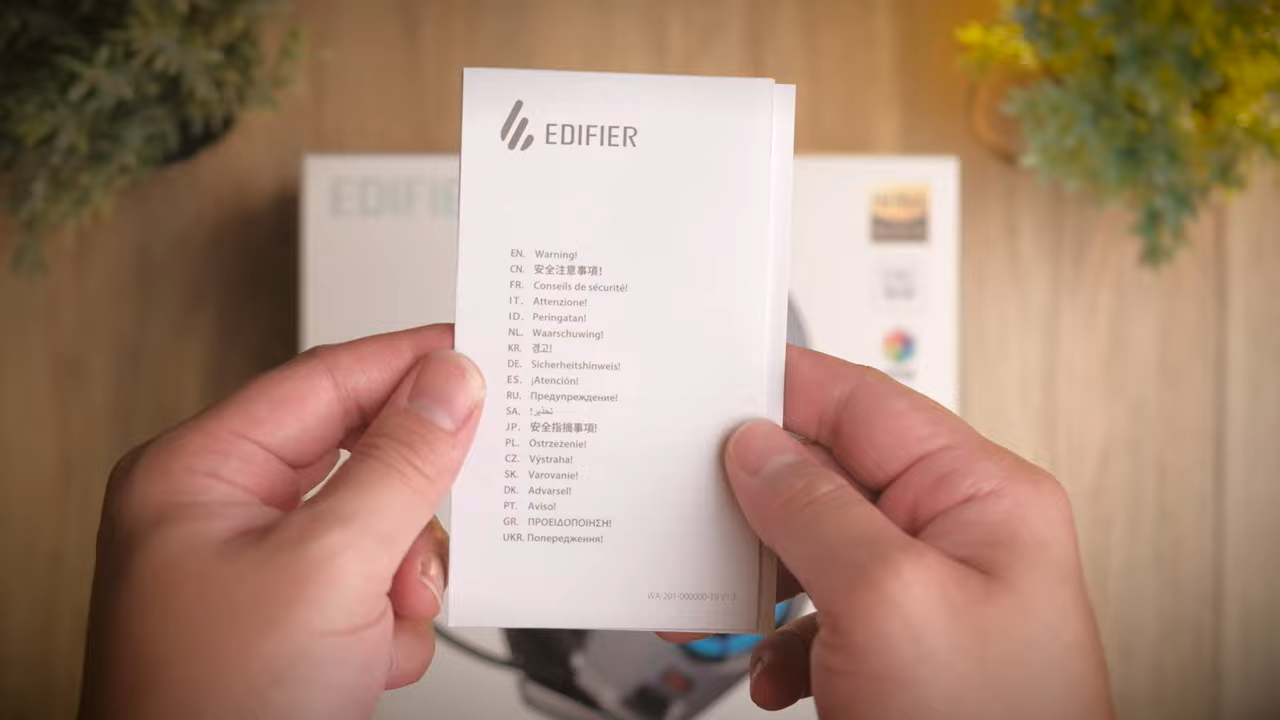 EDIFIER
EN. Warning!
CN. 安全注意事項!
FR. Conseils de sécurité!
IT. Attenzione!
ID. Peringatan!
NL. Waarschuwing!
KR. 경고!
DE. Sicherheitshinweis!
ES. ¡Atención!
RU. Предупреждение!
SA. تحذير!
JP. 安全指摘事項!
PL. Ostrzeżenie!
CZ. Výstraha!
SK. Varovanie!
DK. Advarsel!
PT. Aviso!
GR. ΠΡΟΕΙΔΟΠΟΙΗΣΗ!
UKR. Попередження!